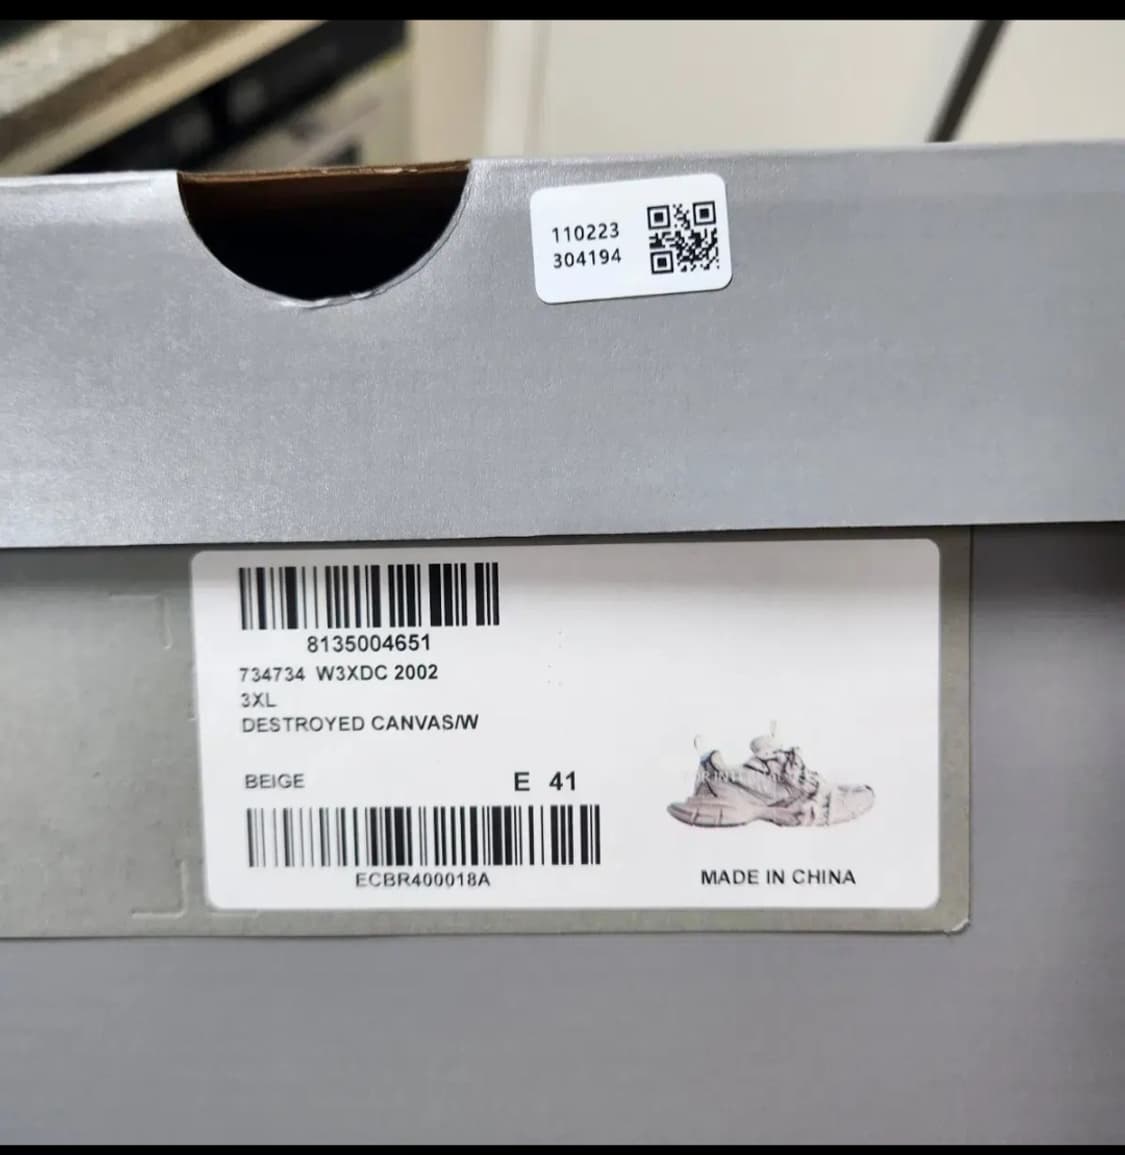 110223
304194
8135004651
734734 W3XDC 2002
3XL
DESTROYED CANVAS/W
BEIGE
E 41
ECBR400018A
MADE IN CHINA